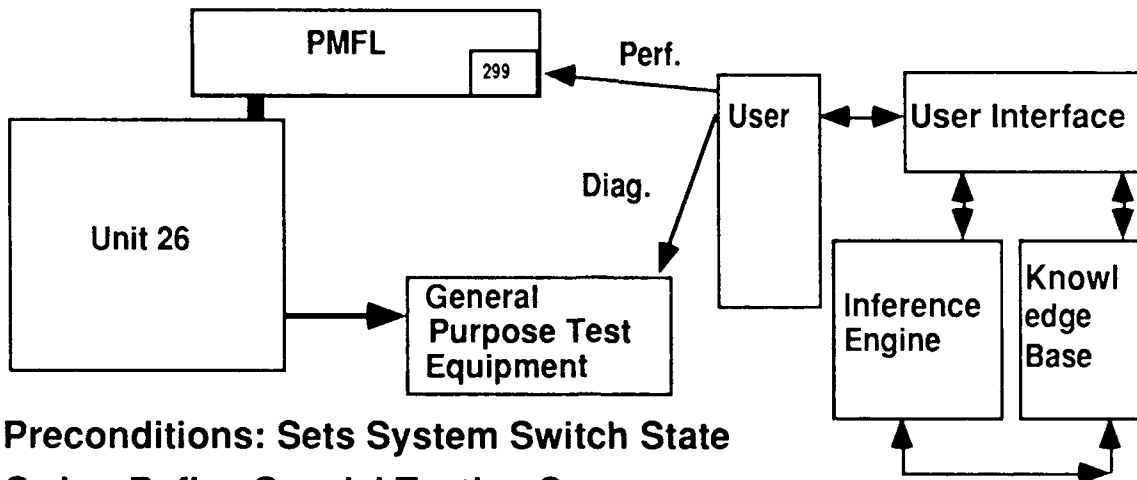 PMFL
299
Perf.
User
User Interface
Diag.
Unit 26
General
Purpose Test
Equipment
Inference
Engine
Knowl
edge
Base
Preconditions: Sets System Switch State